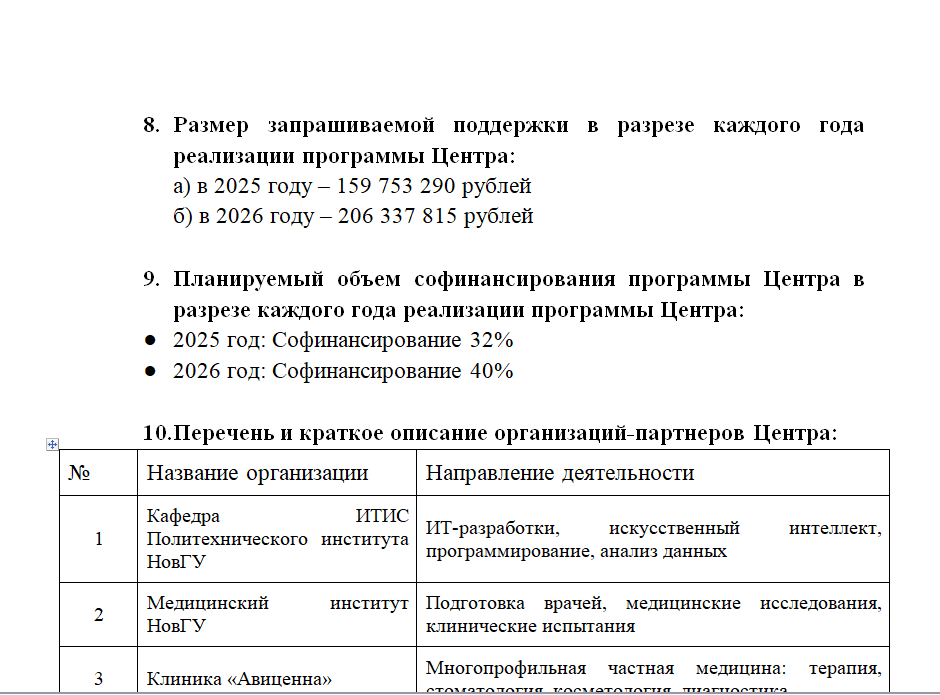 8. Размер запрашиваемой поддержки в разрезе каждого года
реализации программы Центра:
а) в 2025 году – 159 753 290 рублей
б) в 2026 году – 206 337 815 рублей
9. Планируемый объем софинансирования программы Центра в
разрезе каждого года реализации программы Центра:
● 2025 год: Софинансирование 32%
● 2026 год: Софинансирование 40%
10.Перечень и краткое описание организаций-партнеров Центра:
№ Название организации Направление деятельности
1
Кафедра ИТИС
Политехнического института
НовГУ
ИТ-разработки, искусственный интеллект,
программирование, анализ данных
2
Медицинский институт
НовГУ
Подготовка врачей, медицинские исследования,
клинические испытания
3
Клиника «Авиценна»
Многопрофильная частная медицина: терапия,
стоматология, косметология, диагностика